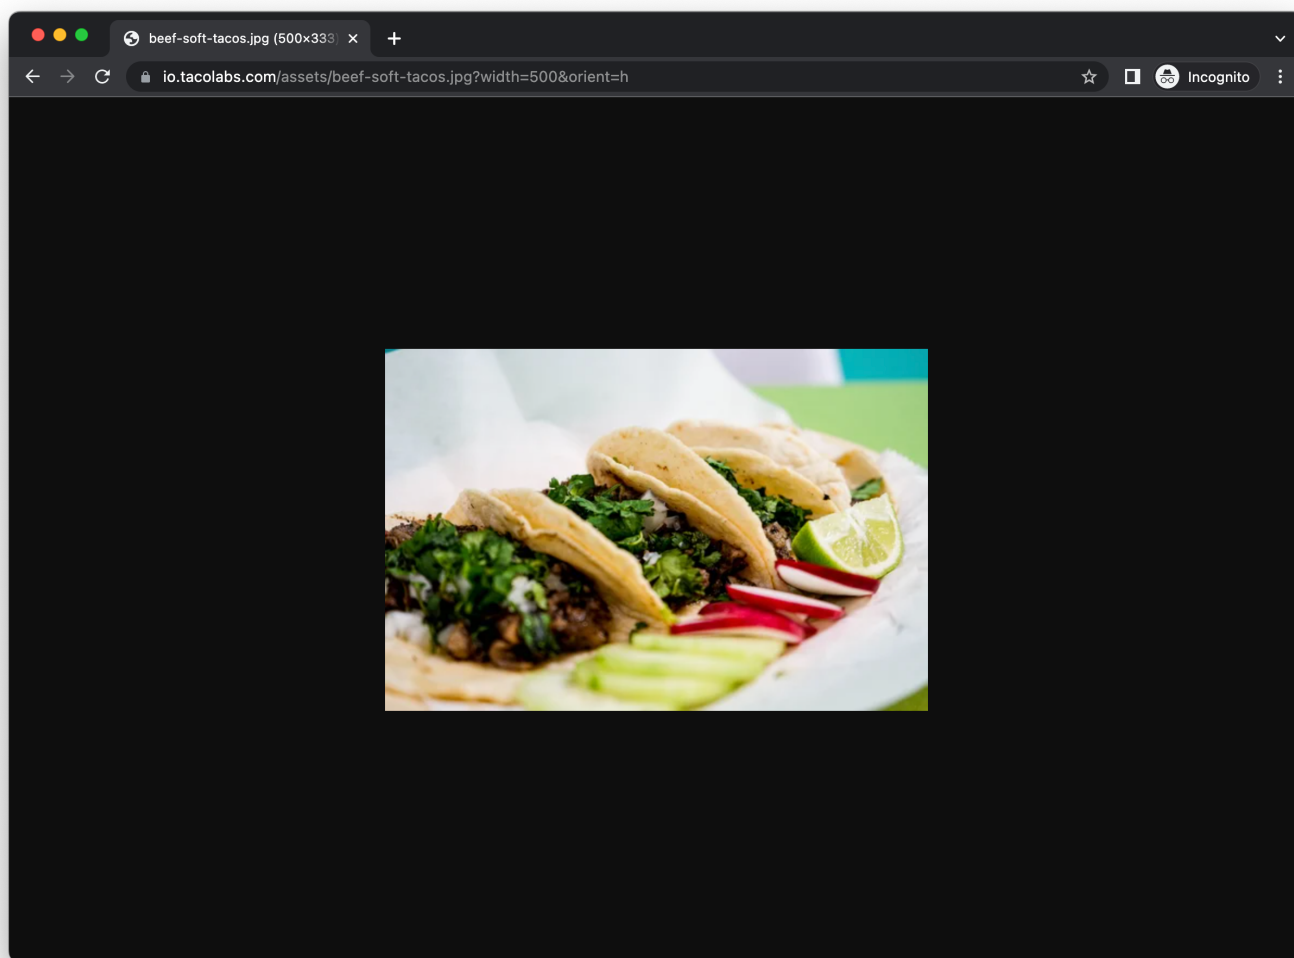 beef-soft-tacos.jpg (500×333)
io.tacolabs.com/assets/beef-soft-tacos.jpg?width=500&orient=h
Incognito